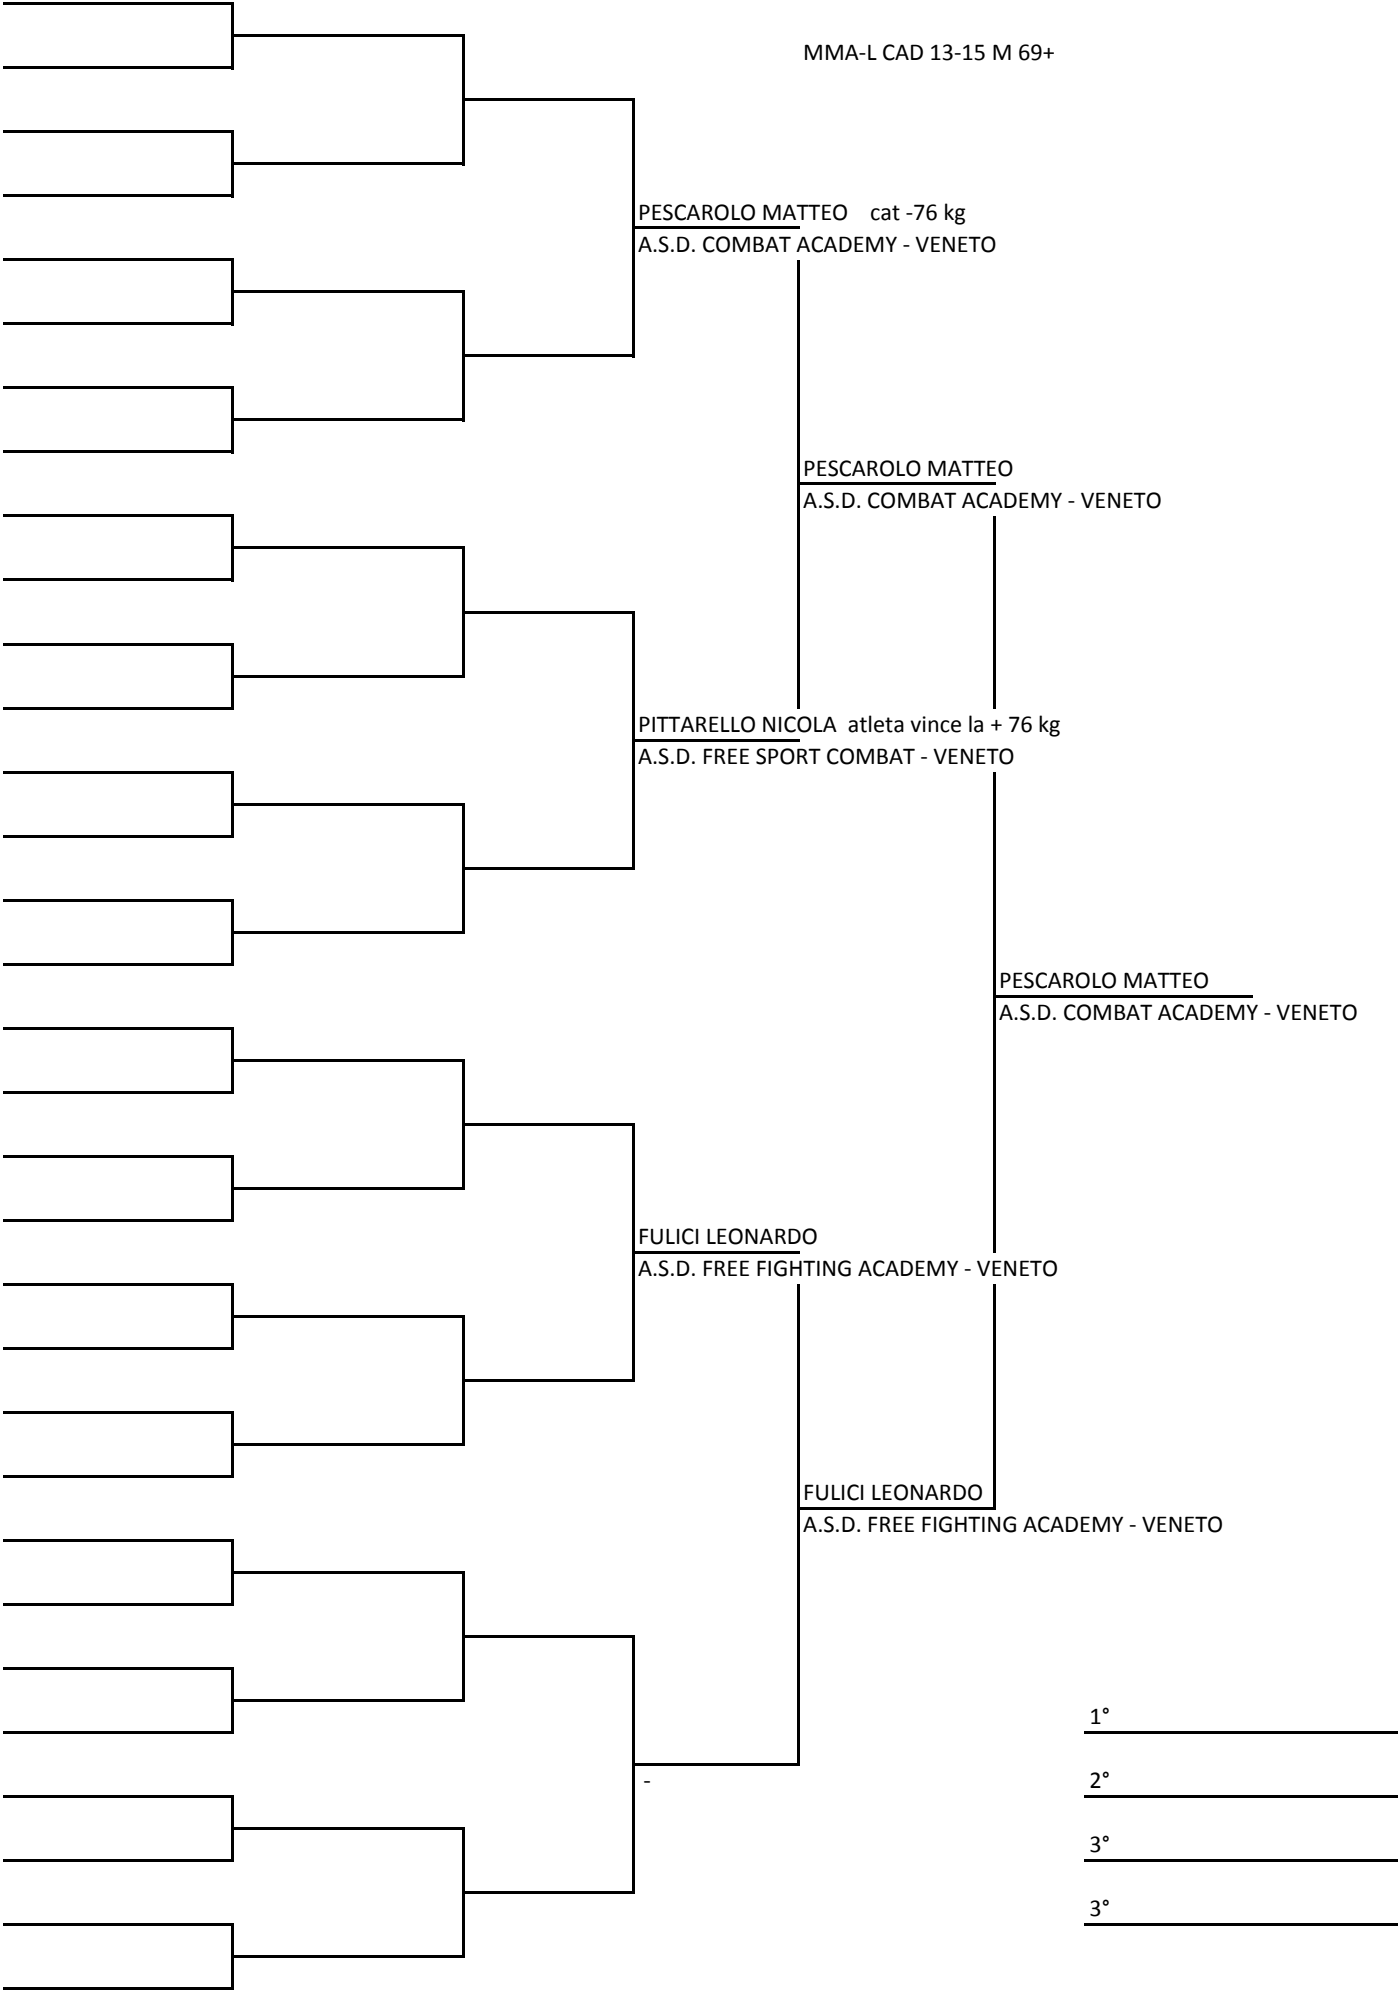 MMA-L CAD 13-15 M 69+
PESCAROLO MATTEO cat -76 kg
A.S.D. COMBAT ACADEMY - VENETO
PESCAROLO MATTEO
A.S.D. COMBAT ACADEMY - VENETO
PITTARELLO NICOLA atleta vince la + 76 kg
A.S.D. FREE SPORT COMBAT - VENETO
PESCAROLO MATTEO
A.S.D. COMBAT ACADEMY - VENETO
FULICI LEONARDO
A.S.D. FREE FIGHTING ACADEMY - VENETO
FULICI LEONARDO
A.S.D. FREE FIGHTING ACADEMY - VENETO
1°
-
2°
3°
3°